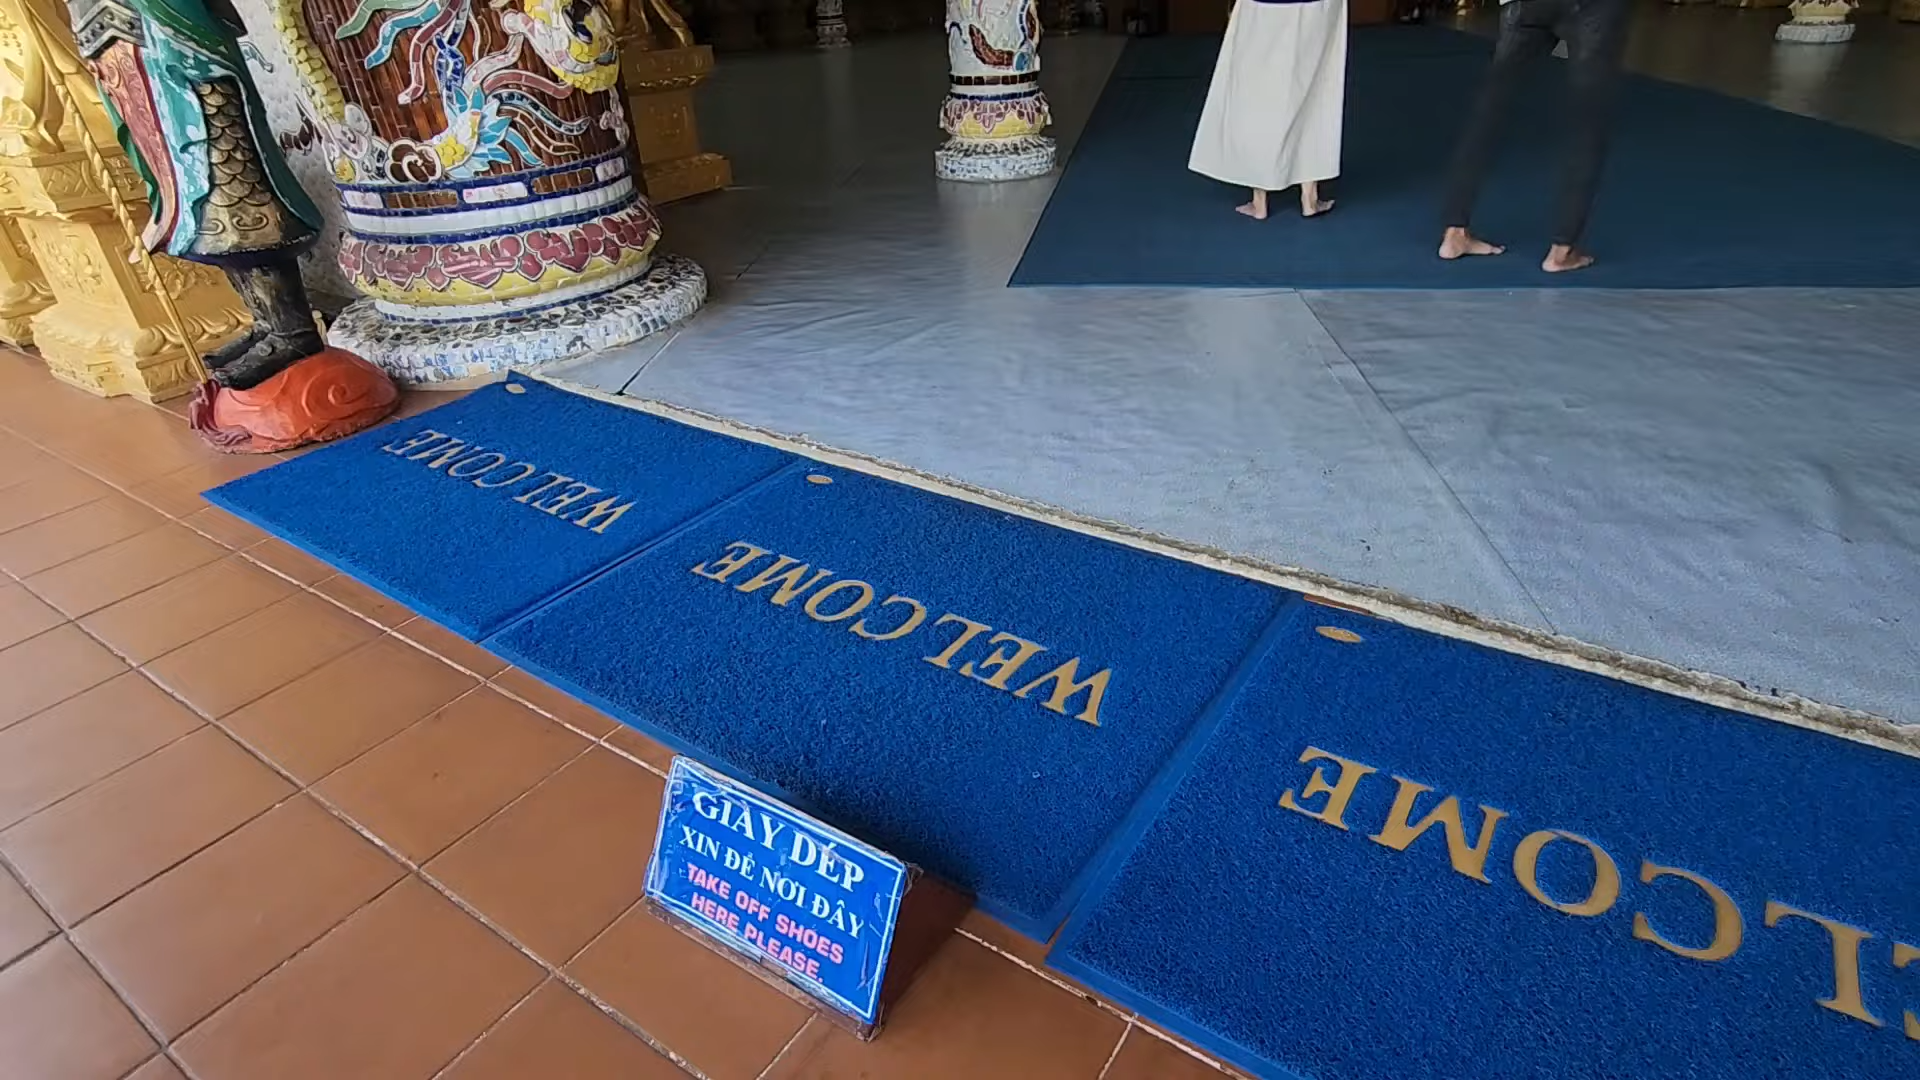 WELCOME
WELCOME
WELCOME
GIÀY DÉP
XIN ĐỂ NƠI ĐÂY
TAKE OFF SHOES
HERE PLEASE.